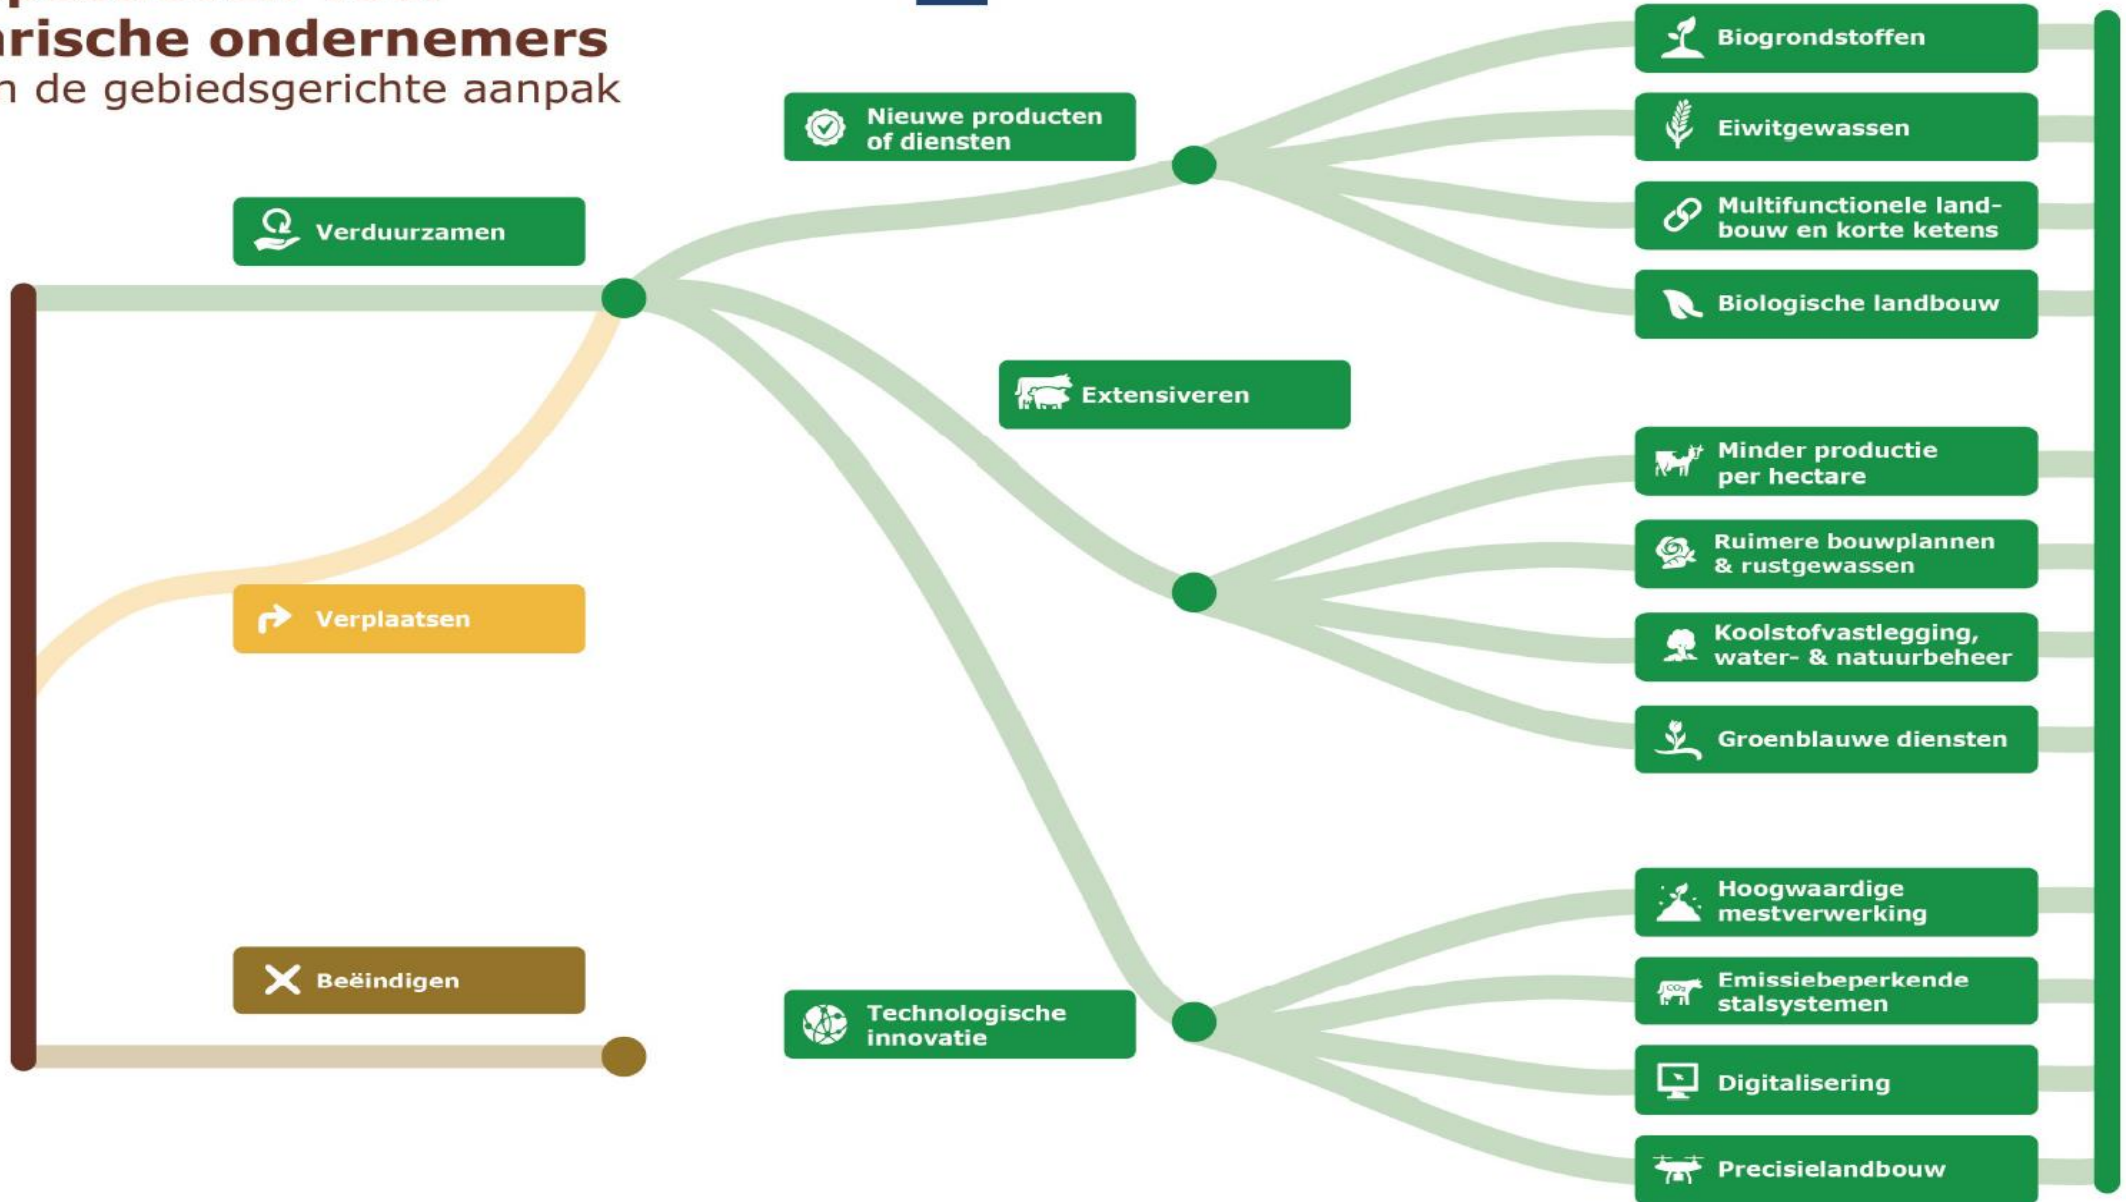 arische ondernemers
n de gebiedsgerichte aanpak
Verduurzamen
Verplaatsen
Beëindigen
Nieuwe producten
of diensten
Extensiveren
Technologische
innovatie
Biogrondstoffen
Eiwitgewassen
Multifunctionele land-
bouw en korte ketens
Biologische landbouw
Minder productie
per hectare
Ruimere bouwplannen
& rustgewassen
Koolstofvastlegging,
water- & natuurbeheer
Groenblauwe diensten
Hoogwaardige
mestverwerking
CO₂
Emissiebeperkende
stalsystemen
Digitalisering
Precisielandbouw